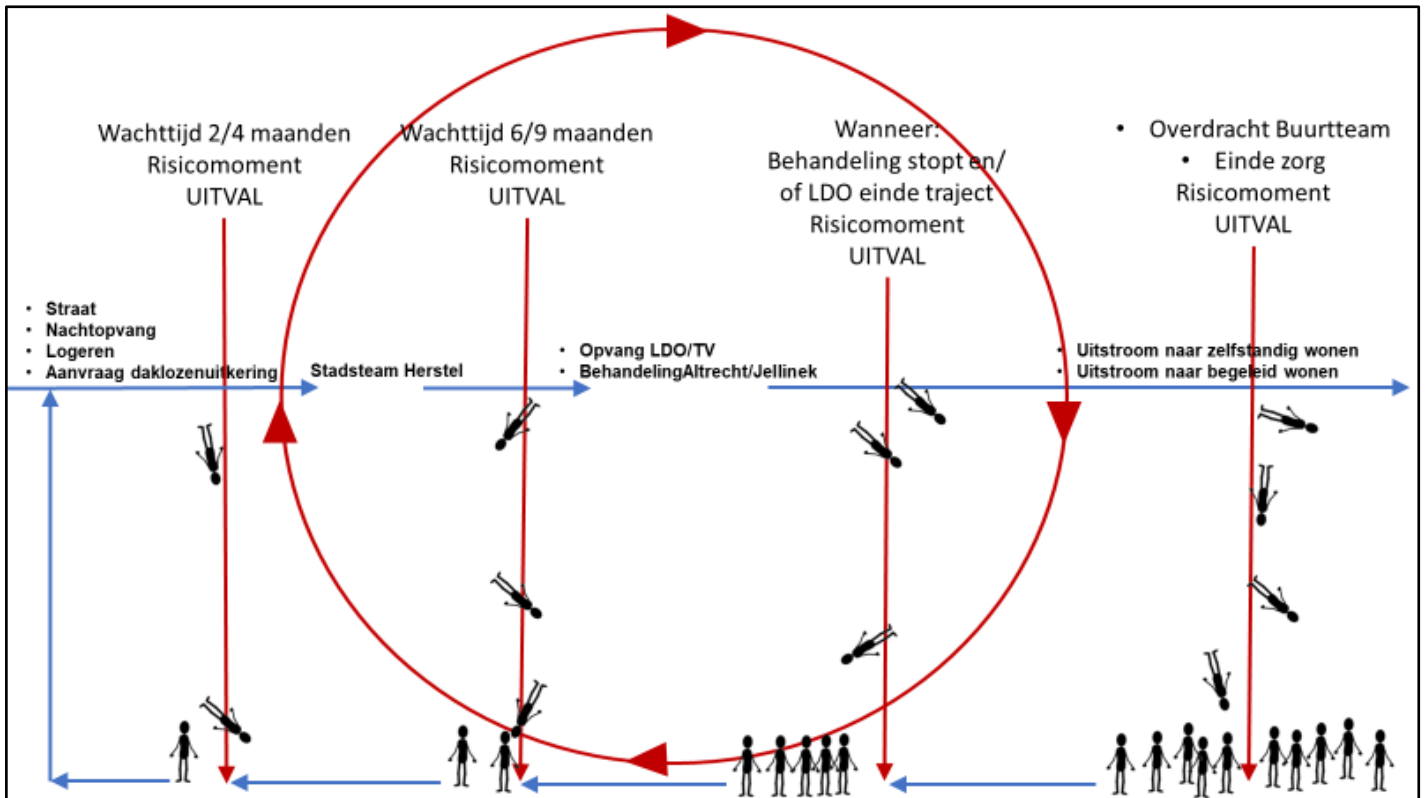 Wachttijd 2/4 maanden
Risicomoment
UITVAL
Wachttijd 6/9 maanden
Risicomoment
UITVAL
Wanneer:
Behandeling stopt en/
of LDO einde traject
Risicomoment
UITVAL
• Overdracht Buurtteam
• Einde zorg
Risicomoment
UITVAL
• Straat
• Nachtopvang
• Logeren
• Aanvraag daklozenuitkering
Stadsteam Herstel
• Opvang LDO/TV
• BehandelingAltrecht/Jellinek
• Uitstroom naar zelfstandig wonen
• Uitstroom naar begeleid wonen